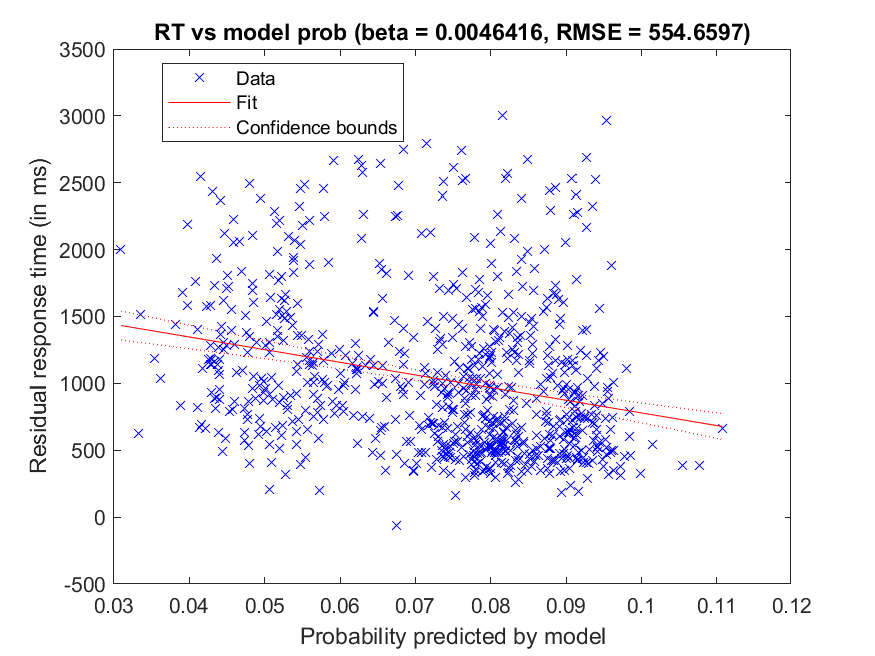 RT vs model prob (beta = 0.0046416, RMSE = 554.6597)
3500
3000
2500
2000
1500
1000
500
0
-500
Residual response time (in ms)
Data
Fit
Confidence bounds
0.03 0.04 0.05 0.06 0.07 0.08 0.09 0.1 0.11 0.12
Probability predicted by model